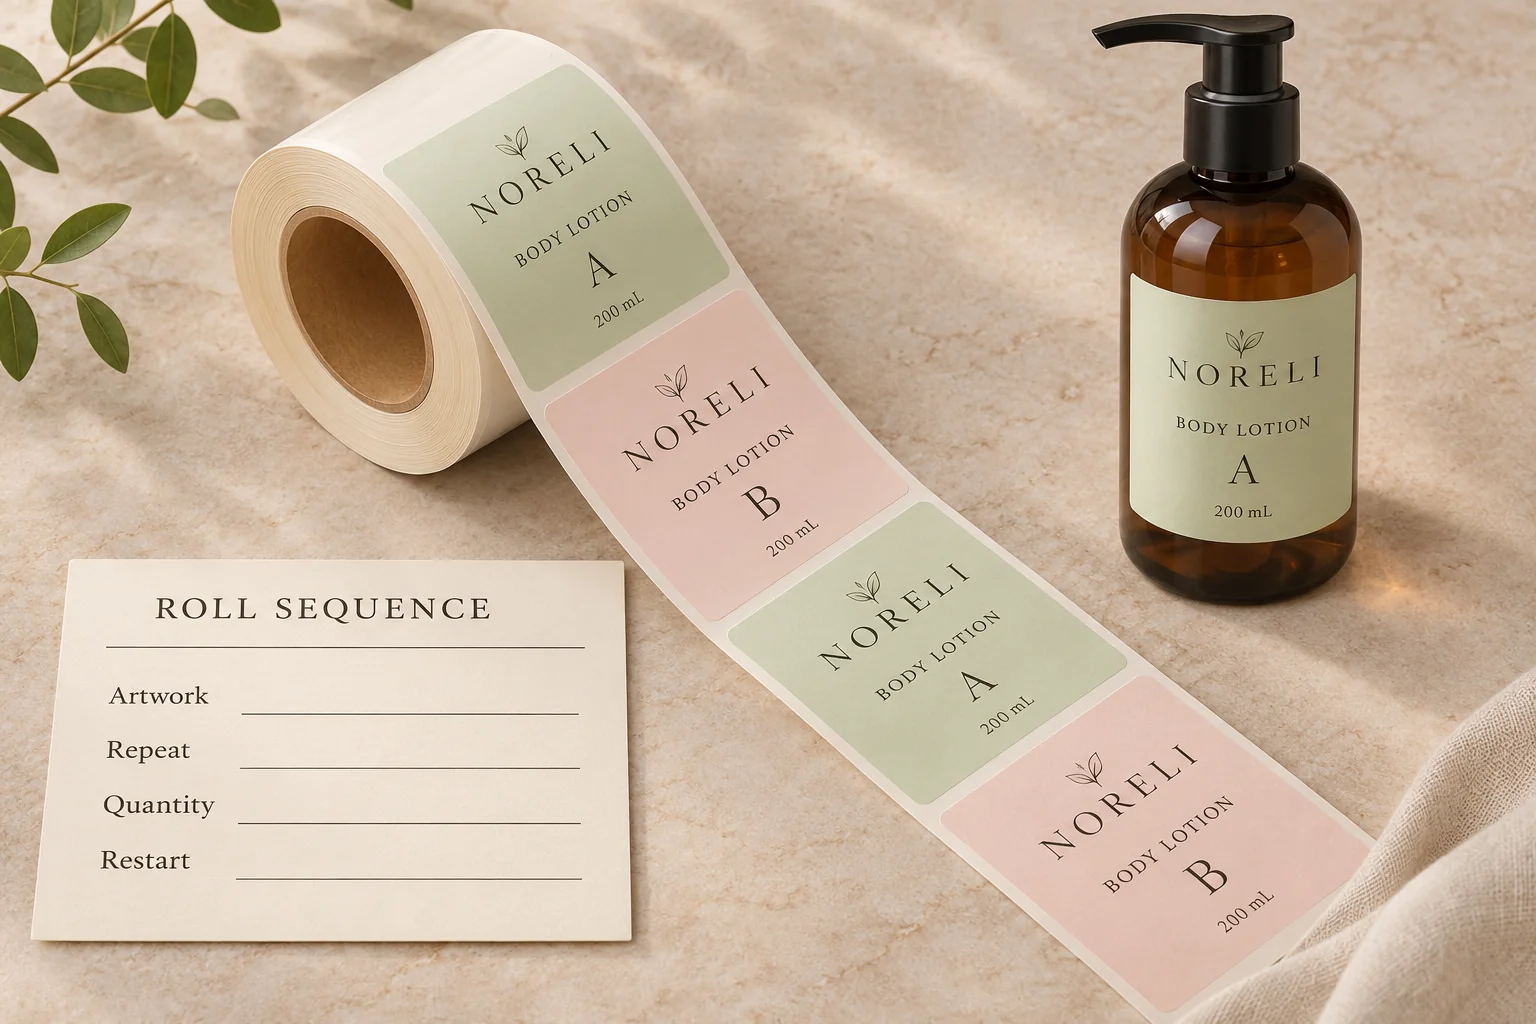 NORELI
BODY LOTION
A
200 mL
NORELI
BODY LOTION
B
200 mL
NORELI
BODY LOTION
A
200 mL
NORELI
BODY LOTION
B
200 mL
NORELI
BODY LOTION
A
200 mL
ROLL SEQUENCE
Artwork
Repeat
Quantity
Restart